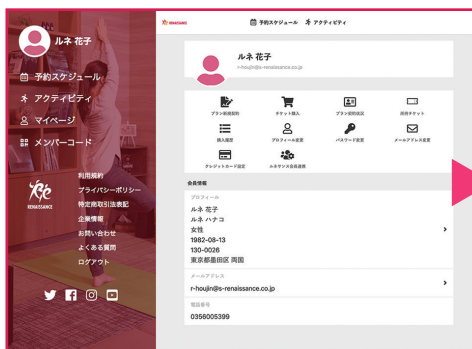 ルネ 花子
予約スケジュール
アクティビティ
マイページ
メンバーコード
RENAISSANCE
利用規約
プライバシーポリシー
特定商取引法表記
企業情報
お問い合わせ
よくある質問
ログアウト
RENAISSANCE
予約スケジュール アクティビティ
ルネ 花子
r-houjin@s-renaissance.co.jp
プラン新規契約
チケット購入
プラン契約状況
所持チケット
購入履歴
プロフィール変更
パスワード変更
メールアドレス変更
クレジットカード設定
ルネサンス会員連携
会員情報
プロフィール
ルネ 花子
ルネ ハナコ
女性
1982-08-13
130-0026
東京都墨田区 両国
メールアドレス
r-houjin@s-renaissance.co.jp
電話番号
0356005399